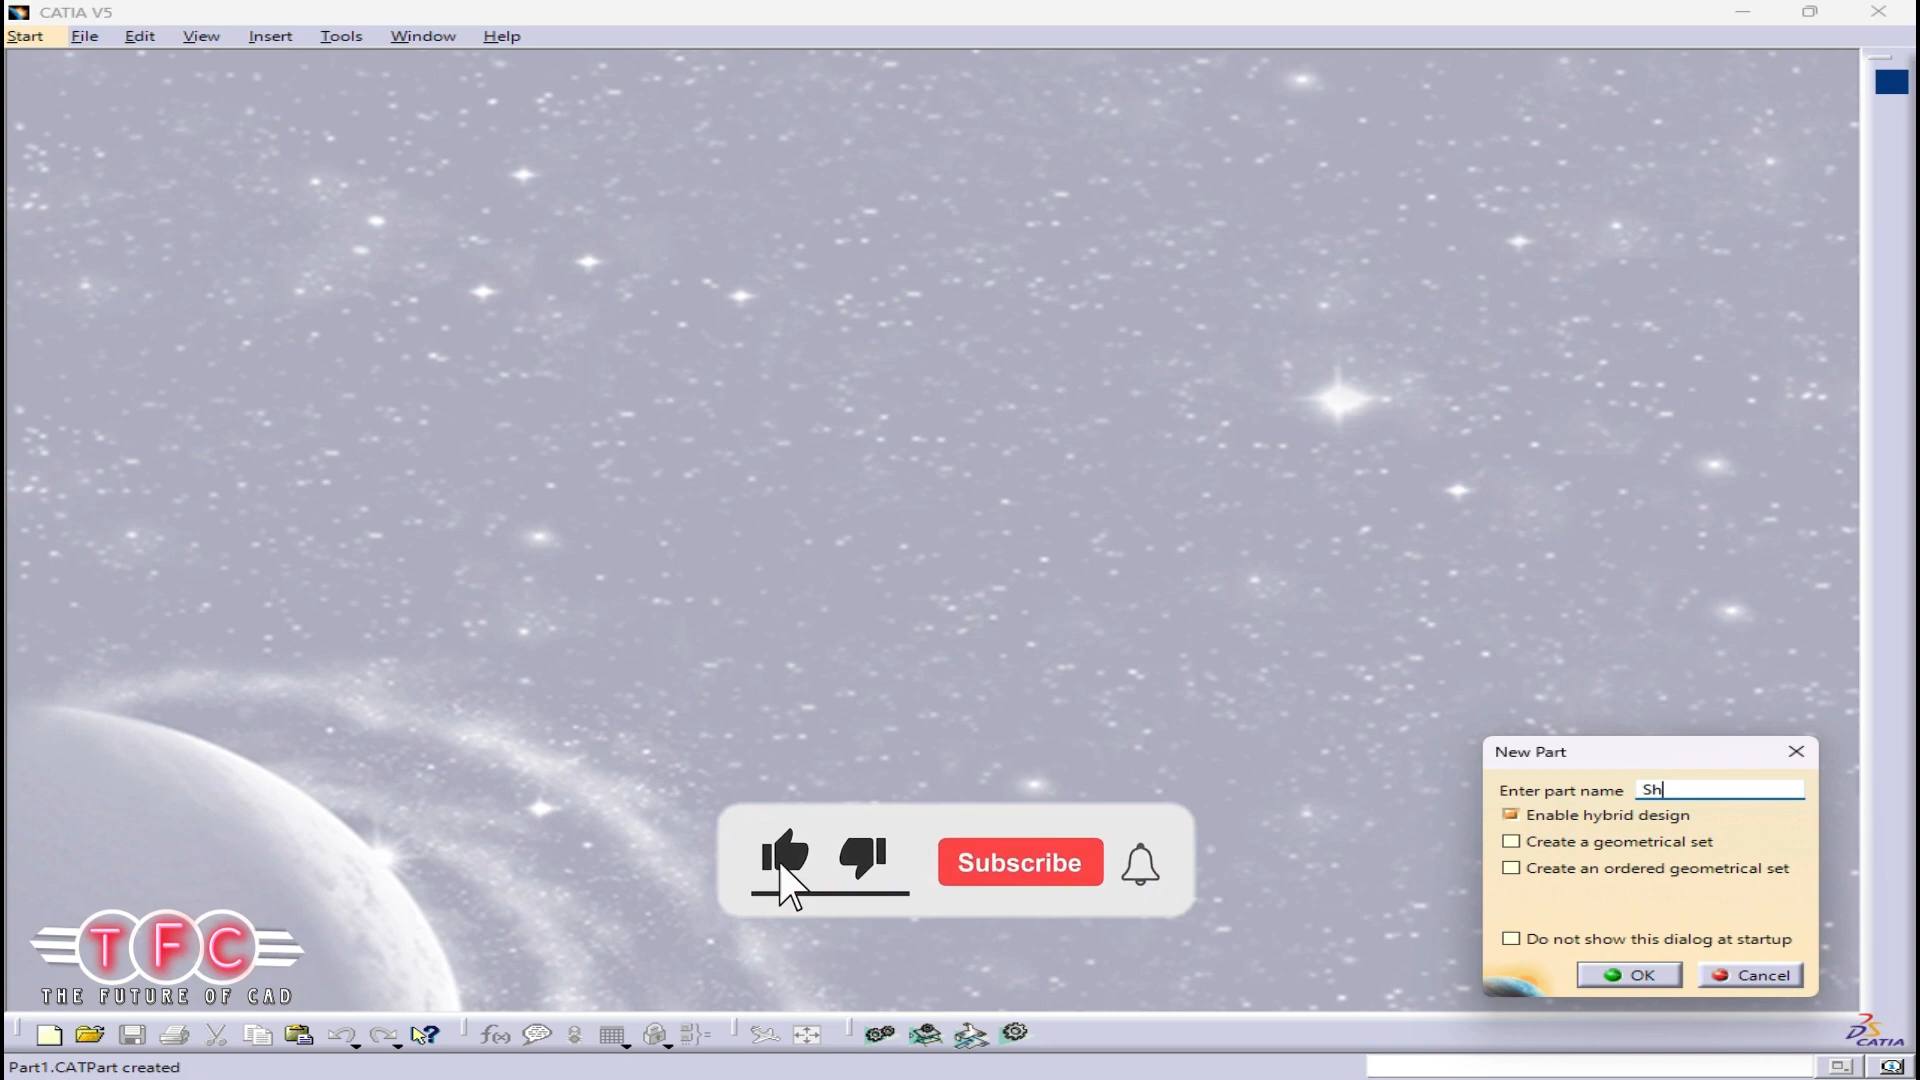 CATIA V5
Start File Edit View Insert Tools Window Help
New Part
Enter part name Sh
Enable hybrid design
Create a geometrical set
Create an ordered geometrical set
Do not show this dialog at startup
OK Cancel
Subscribe
TFC
THE FUTURE OF CAD
f(x)
CATIA
Part1.CATPart created